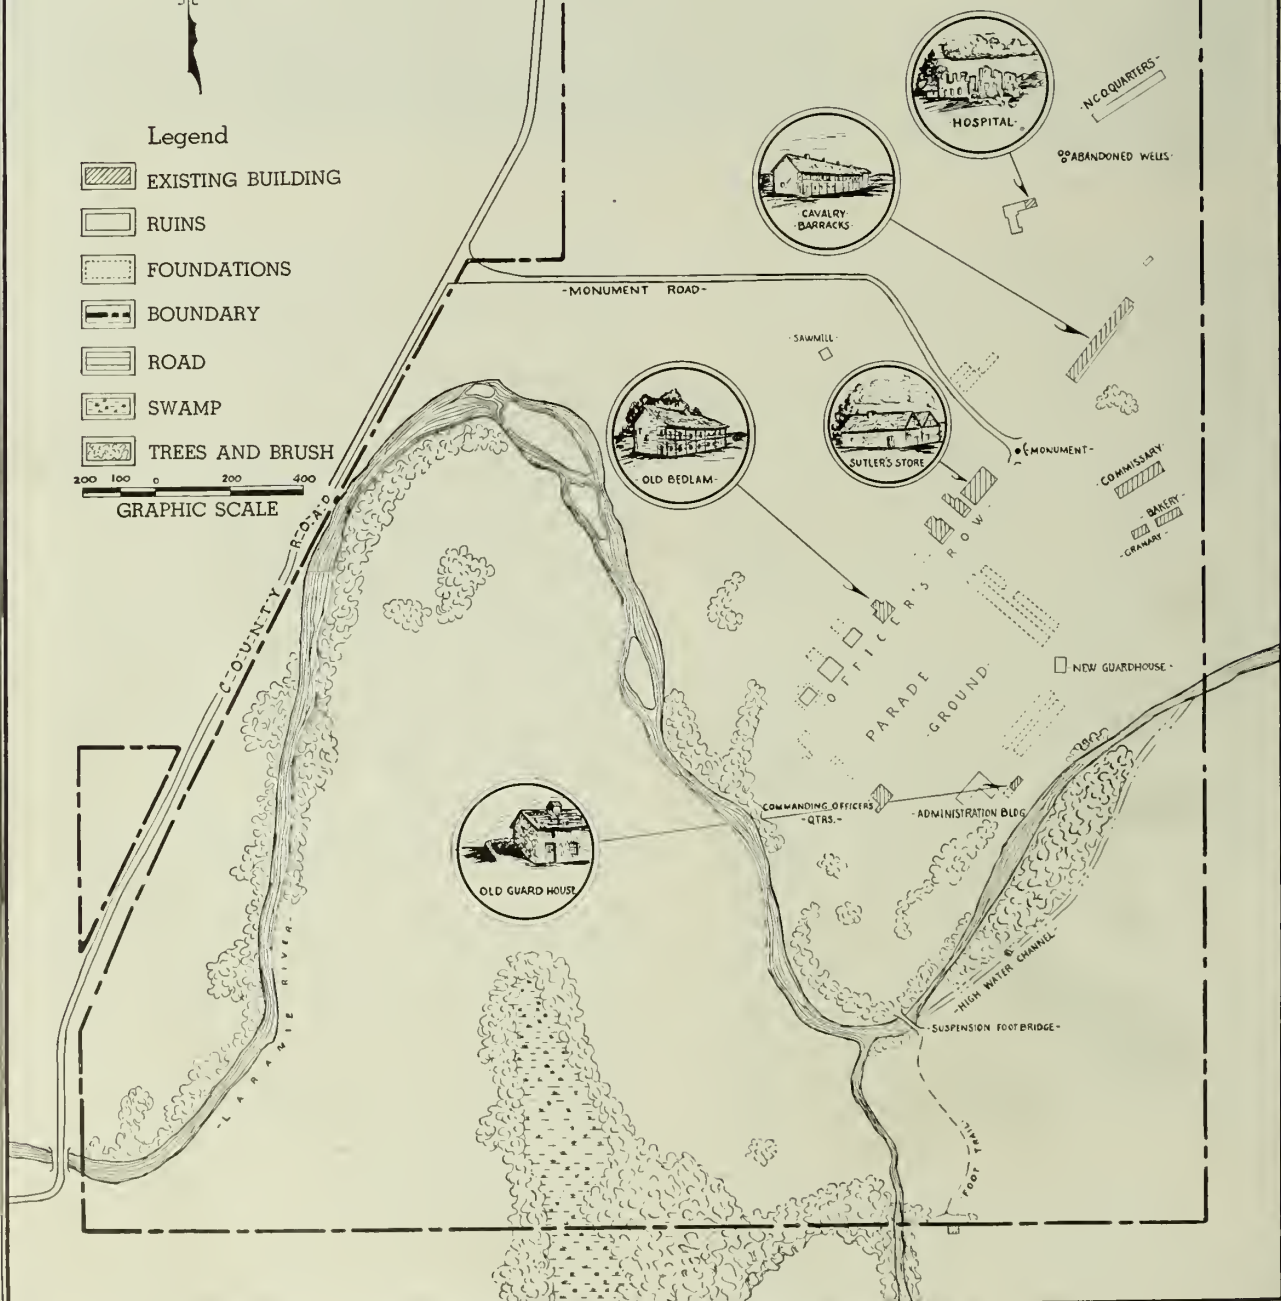 Legend
EXISTING BUILDING
RUINS
FOUNDATIONS
BOUNDARY
ROAD
SWAMP
TREES AND BRUSH
200 100 0 200 400
GRAPHIC SCALE
-HOSPITAL-
-N.C.O. QUARTERS-
ABANDONED WELLS-
-CAVALRY-
-BARRACKS-
-MONUMENT ROAD-
-SAWMILL-
-OLD BEDLAM-
SUTLER'S STORE
-MONUMENT-
-COMMISSARY-
-BAKERY-
-GRANARY-
-C-O-U-N-T-Y- R-O-A-D
-OFFICER'S ROW-
PARADE
-GROUND-
-NEW GUARDHOUSE-
COMMANDING OFFICERS
-QTRS.-
-ADMINISTRATION BLDG
OLD GUARD HOUSE
-LARAMIE RIVER-
-HIGH WATER CHANNEL-
-SUSPENSION FOOTBRIDGE-
FOOT TRAIL